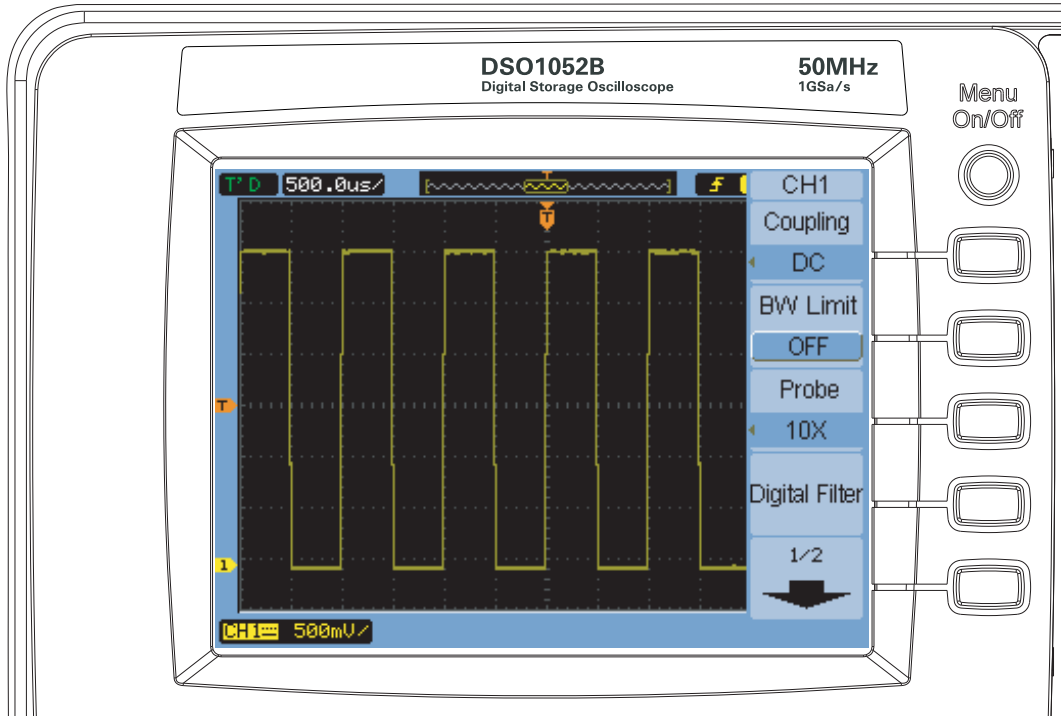 DSO1052B
Digital Storage Oscilloscope
50MHz
1GSa/s
Menu
On/Off
T'D
500.0us/
T
CH1
Coupling
DC
BW Limit
OFF
Probe
10X
Digital Filter
1/2
T
T
1
CH1 500mV/